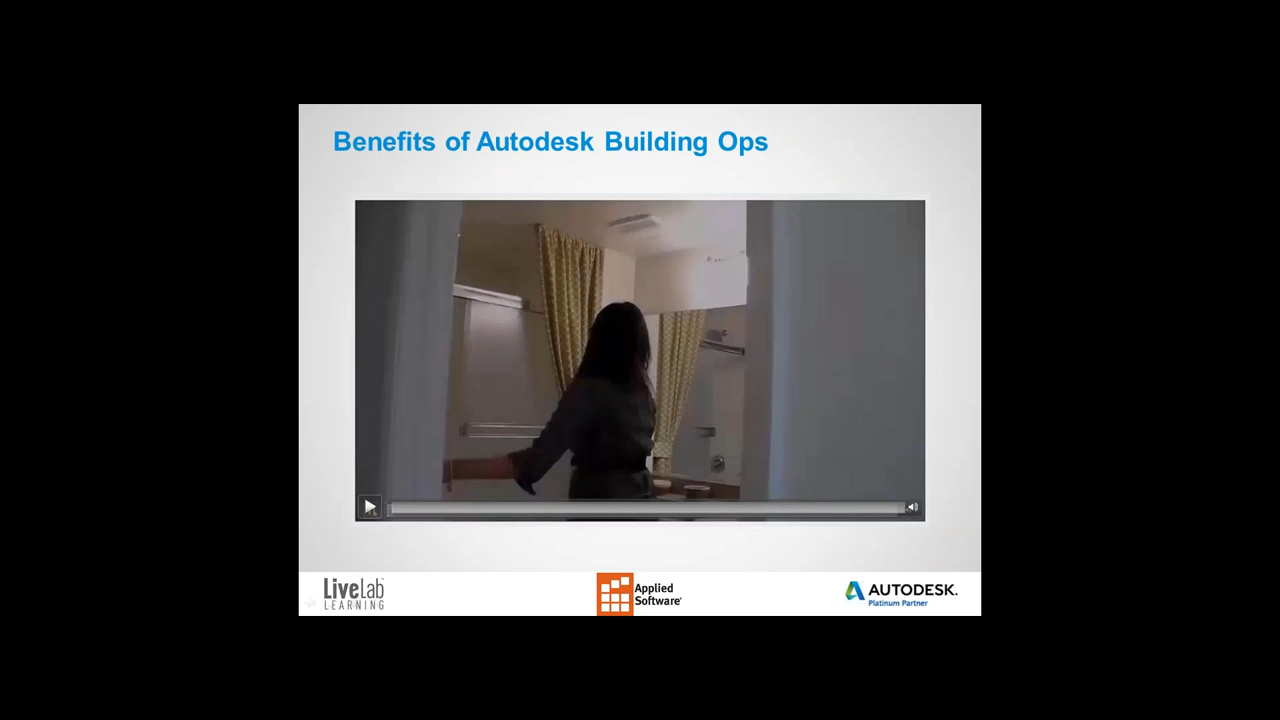 Benefits of Autodesk Building Ops
LiveLab
LEARNING
Applied
Software
AUTODESK.
Platinum Partner